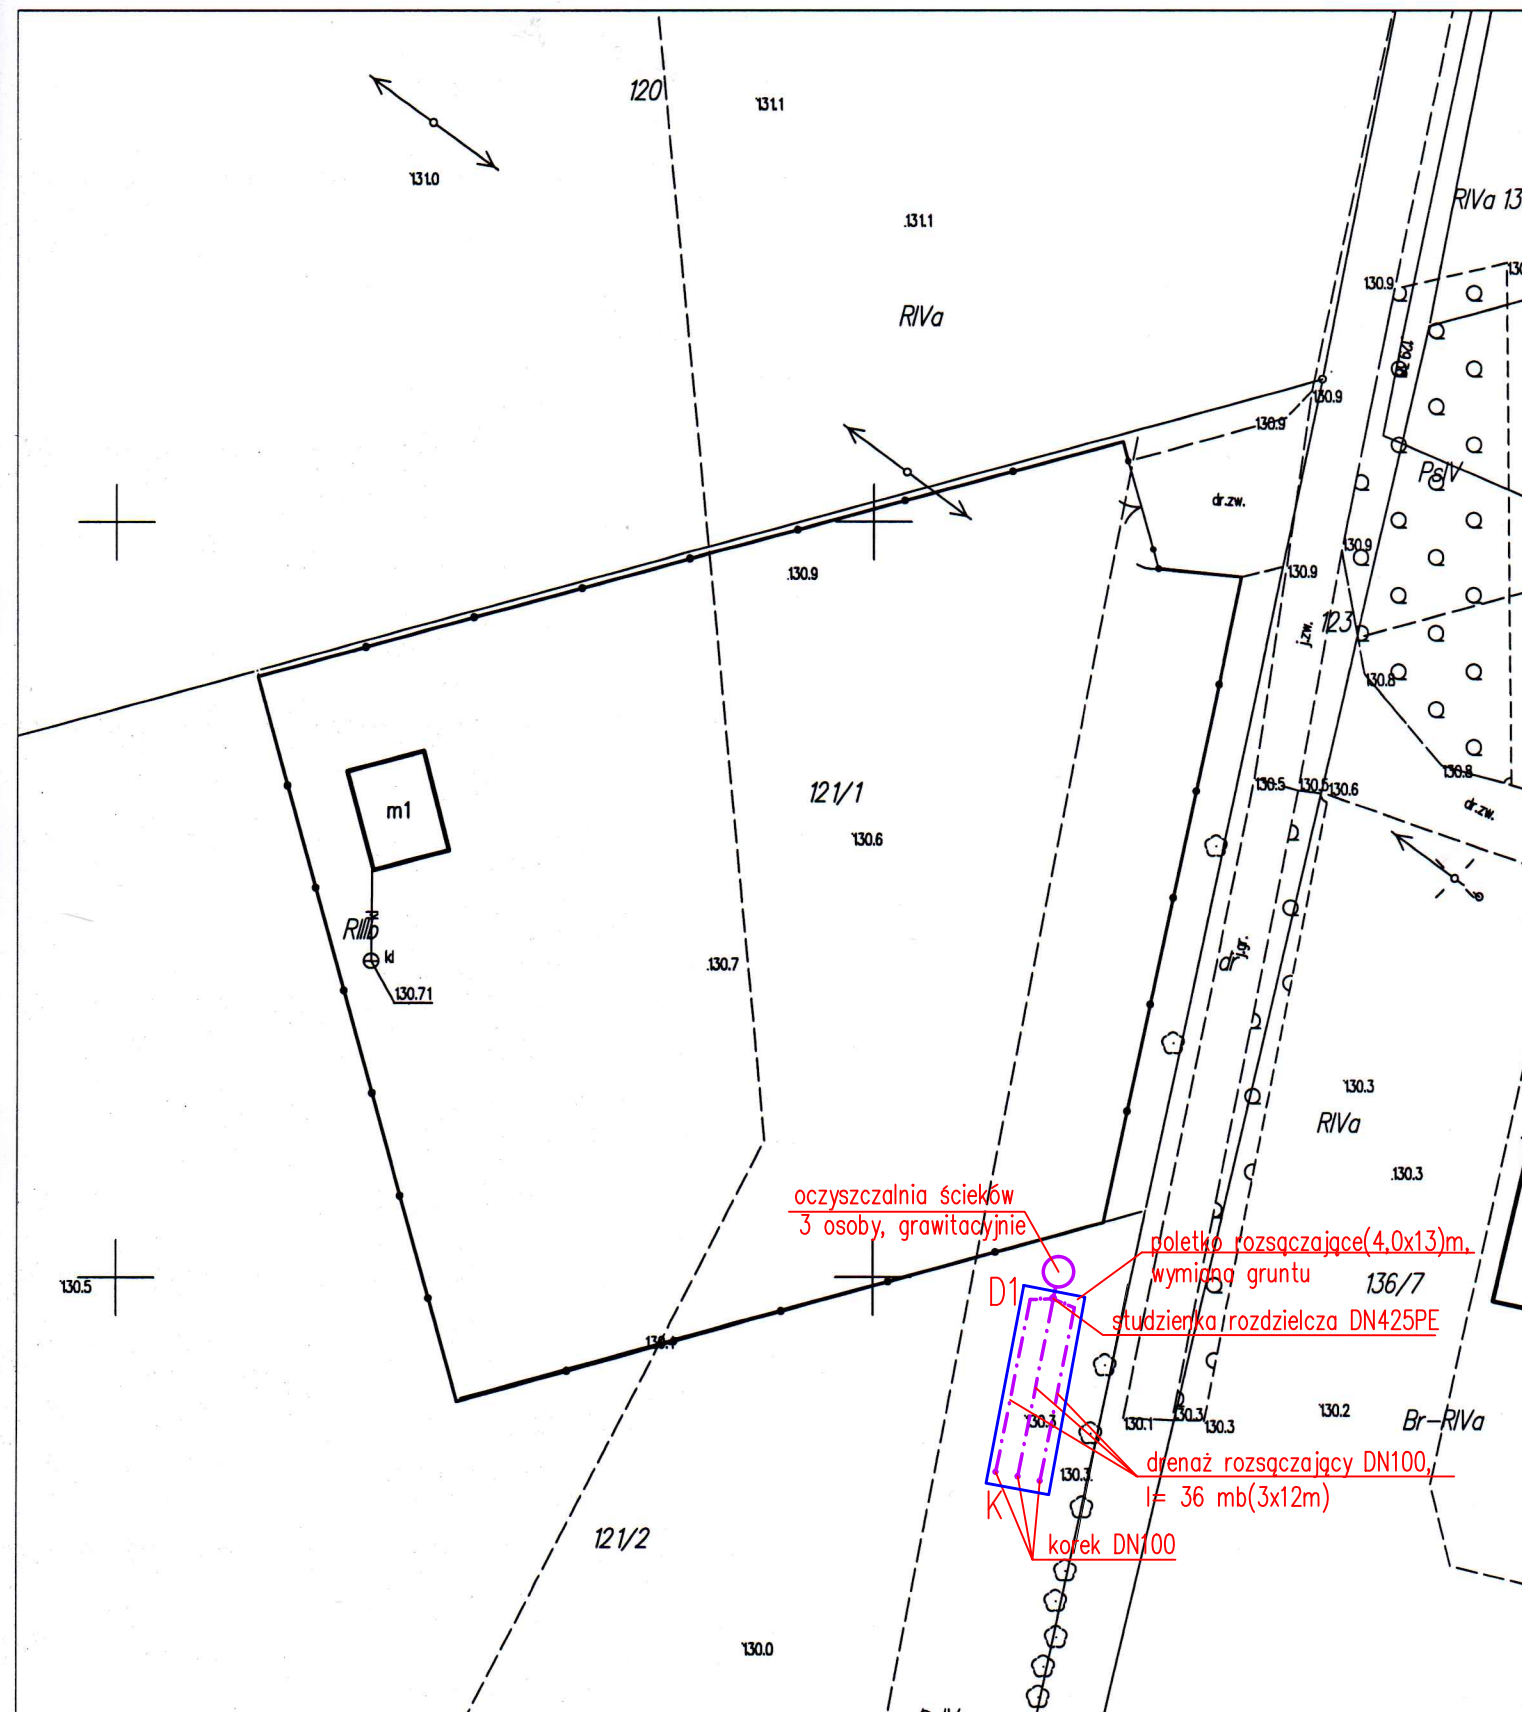 120
131.1
131.0
131.1
RIVa 13
RIVa
130.9
130.9
130.9
PsIV
dr.zw.
130.9
130.9
130.9
j.zw.
123
130.8
m1
121/1
130.6
130.5
130.5
130.6
130.8
dr.zw.
RIIIb
kl
130.7
130.71
dr
j.gr.
130.3
RIVa
130.3
oczyszczalnia ścieków
3 osoby, grawitacyjnie
poletko rozsączające(4,0x13)m,
wymiana gruntu
130.5
D1
136/7
studzienka rozdzielcza DN425PE
130.3
130.1
130.3
130.3
130.2
Br-RIVa
130.3
drenaż rozsączający DN100,
l= 36 mb(3x12m)
K
121/2
korek DN100
130.0